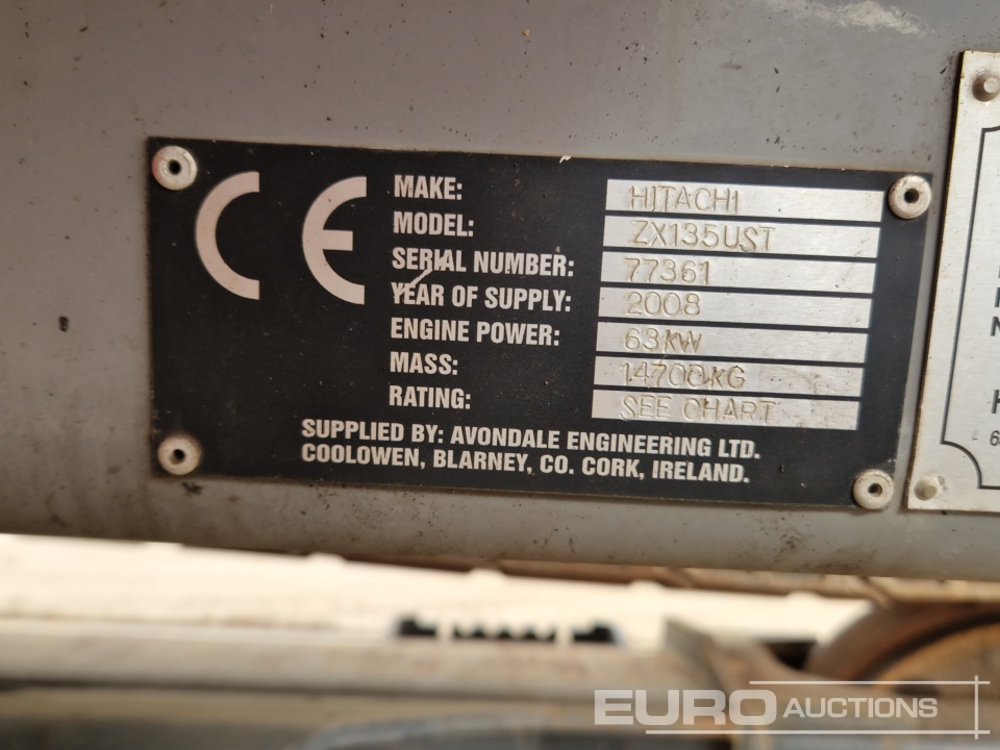 CE
MAKE: HITACHI
MODEL: ZX135UST
SERIAL NUMBER: 77361
YEAR OF SUPPLY: 2008
ENGINE POWER: 63KW
MASS: 14700KG
RATING: SEE CHART
SUPPLIED BY: AVONDALE ENGINEERING LTD.
COOLOWEN, BLARNEY, CO. CORK, IRELAND.
EURO AUCTIONS